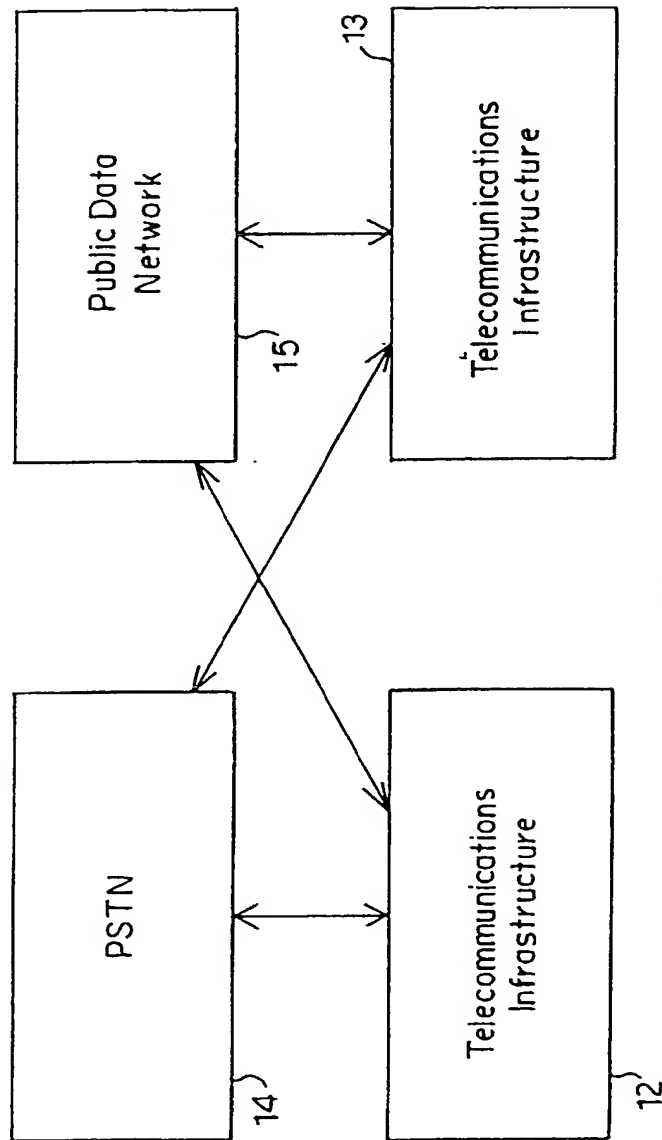 PSTN
14
Public Data
Network
15
Telecommunications
Infrastructure
12
Telecommunications
Infrastructure
13